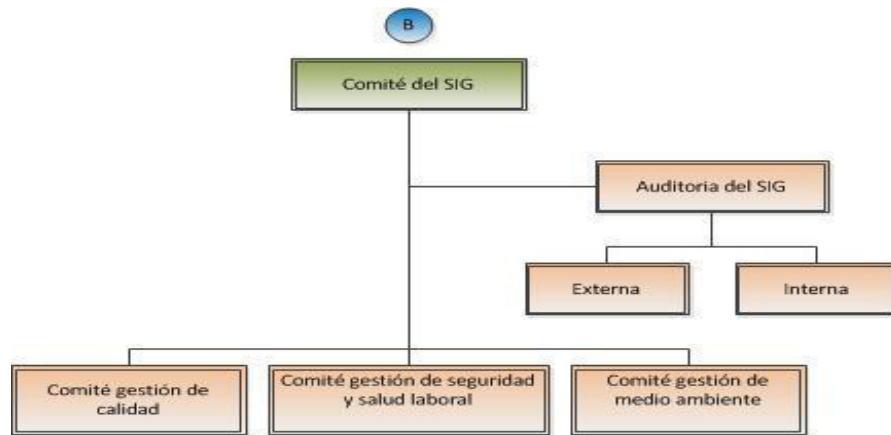 B
Comité del SIG
Auditoria del SIG
Externa
Interna
Comité gestión de
calidad
Comité gestión de seguridad
y salud laboral
Comité gestión de
medio ambiente